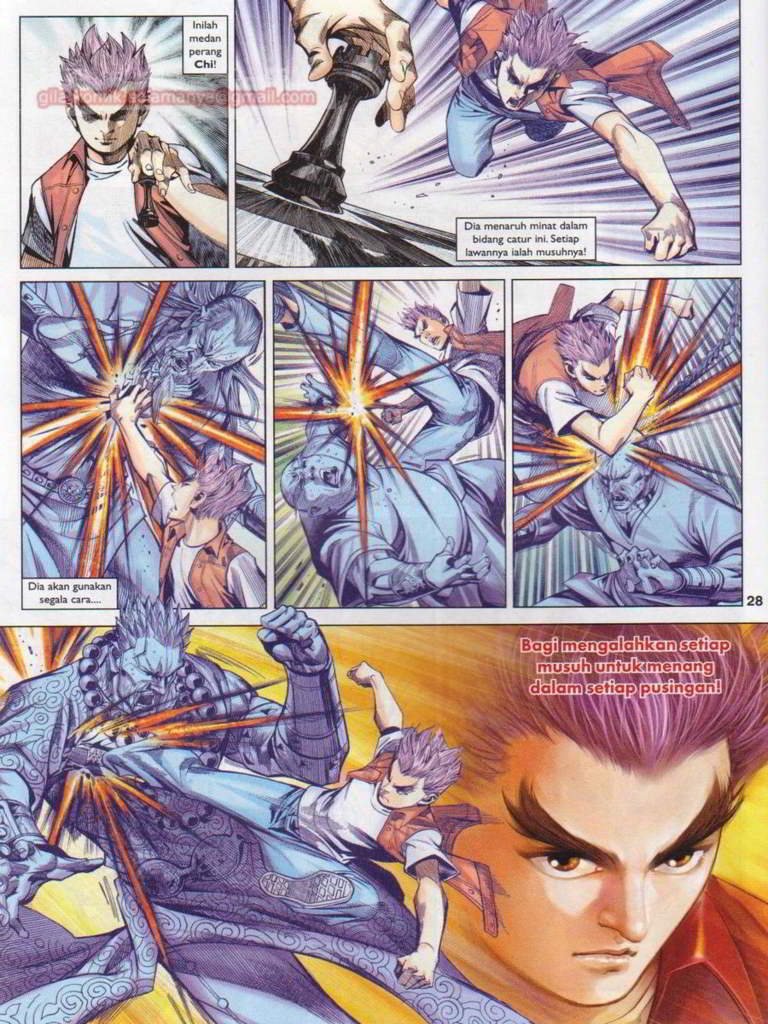 Inilah
medan
perang
Chi!
Dia menaruh minat dalam
bidang catur ini. Setiap
lawannya ialah musuhnya!
Dia akan gunakan
segala cara....
28
Bagi mengalahkan setiap
musuh untuk menang
dalam setiap pusingan!